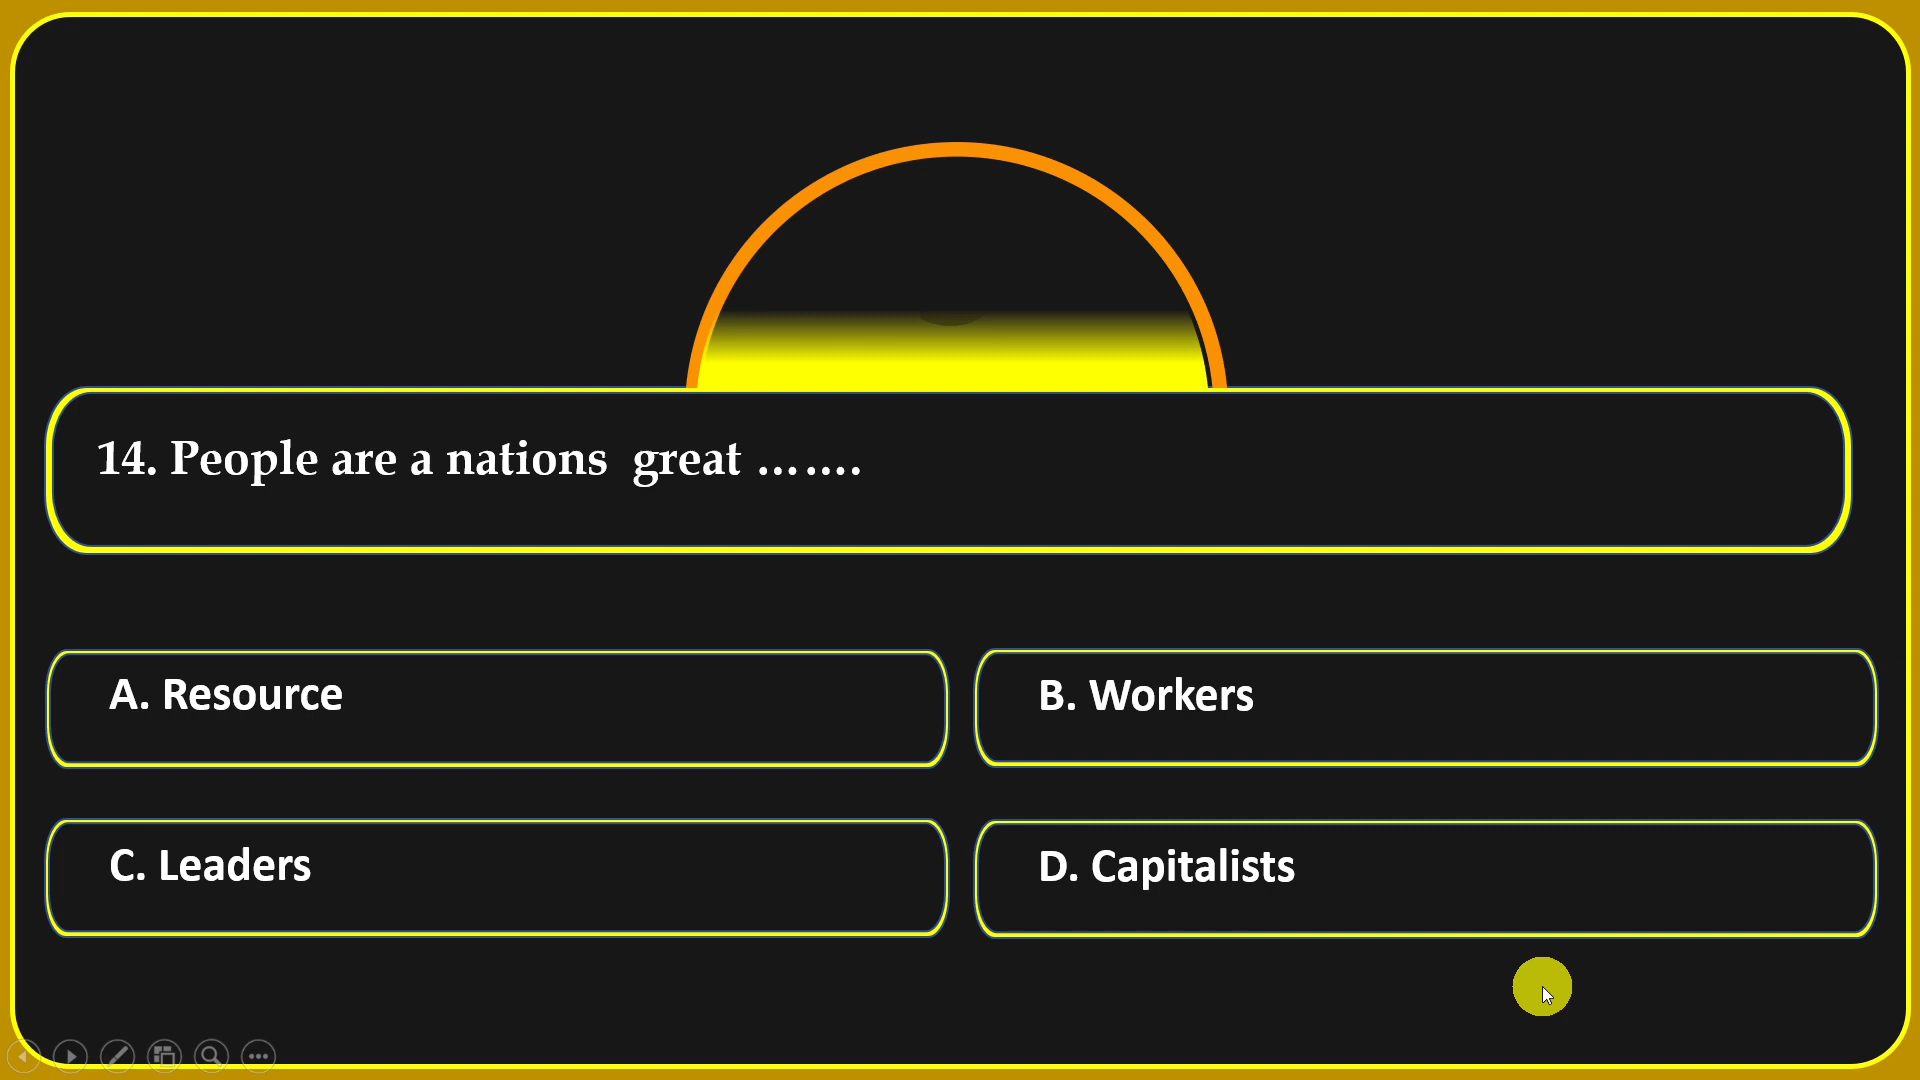 14. People are a nations  great …….
A. Resource
B. Workers
C. Leaders
D. Capitalists